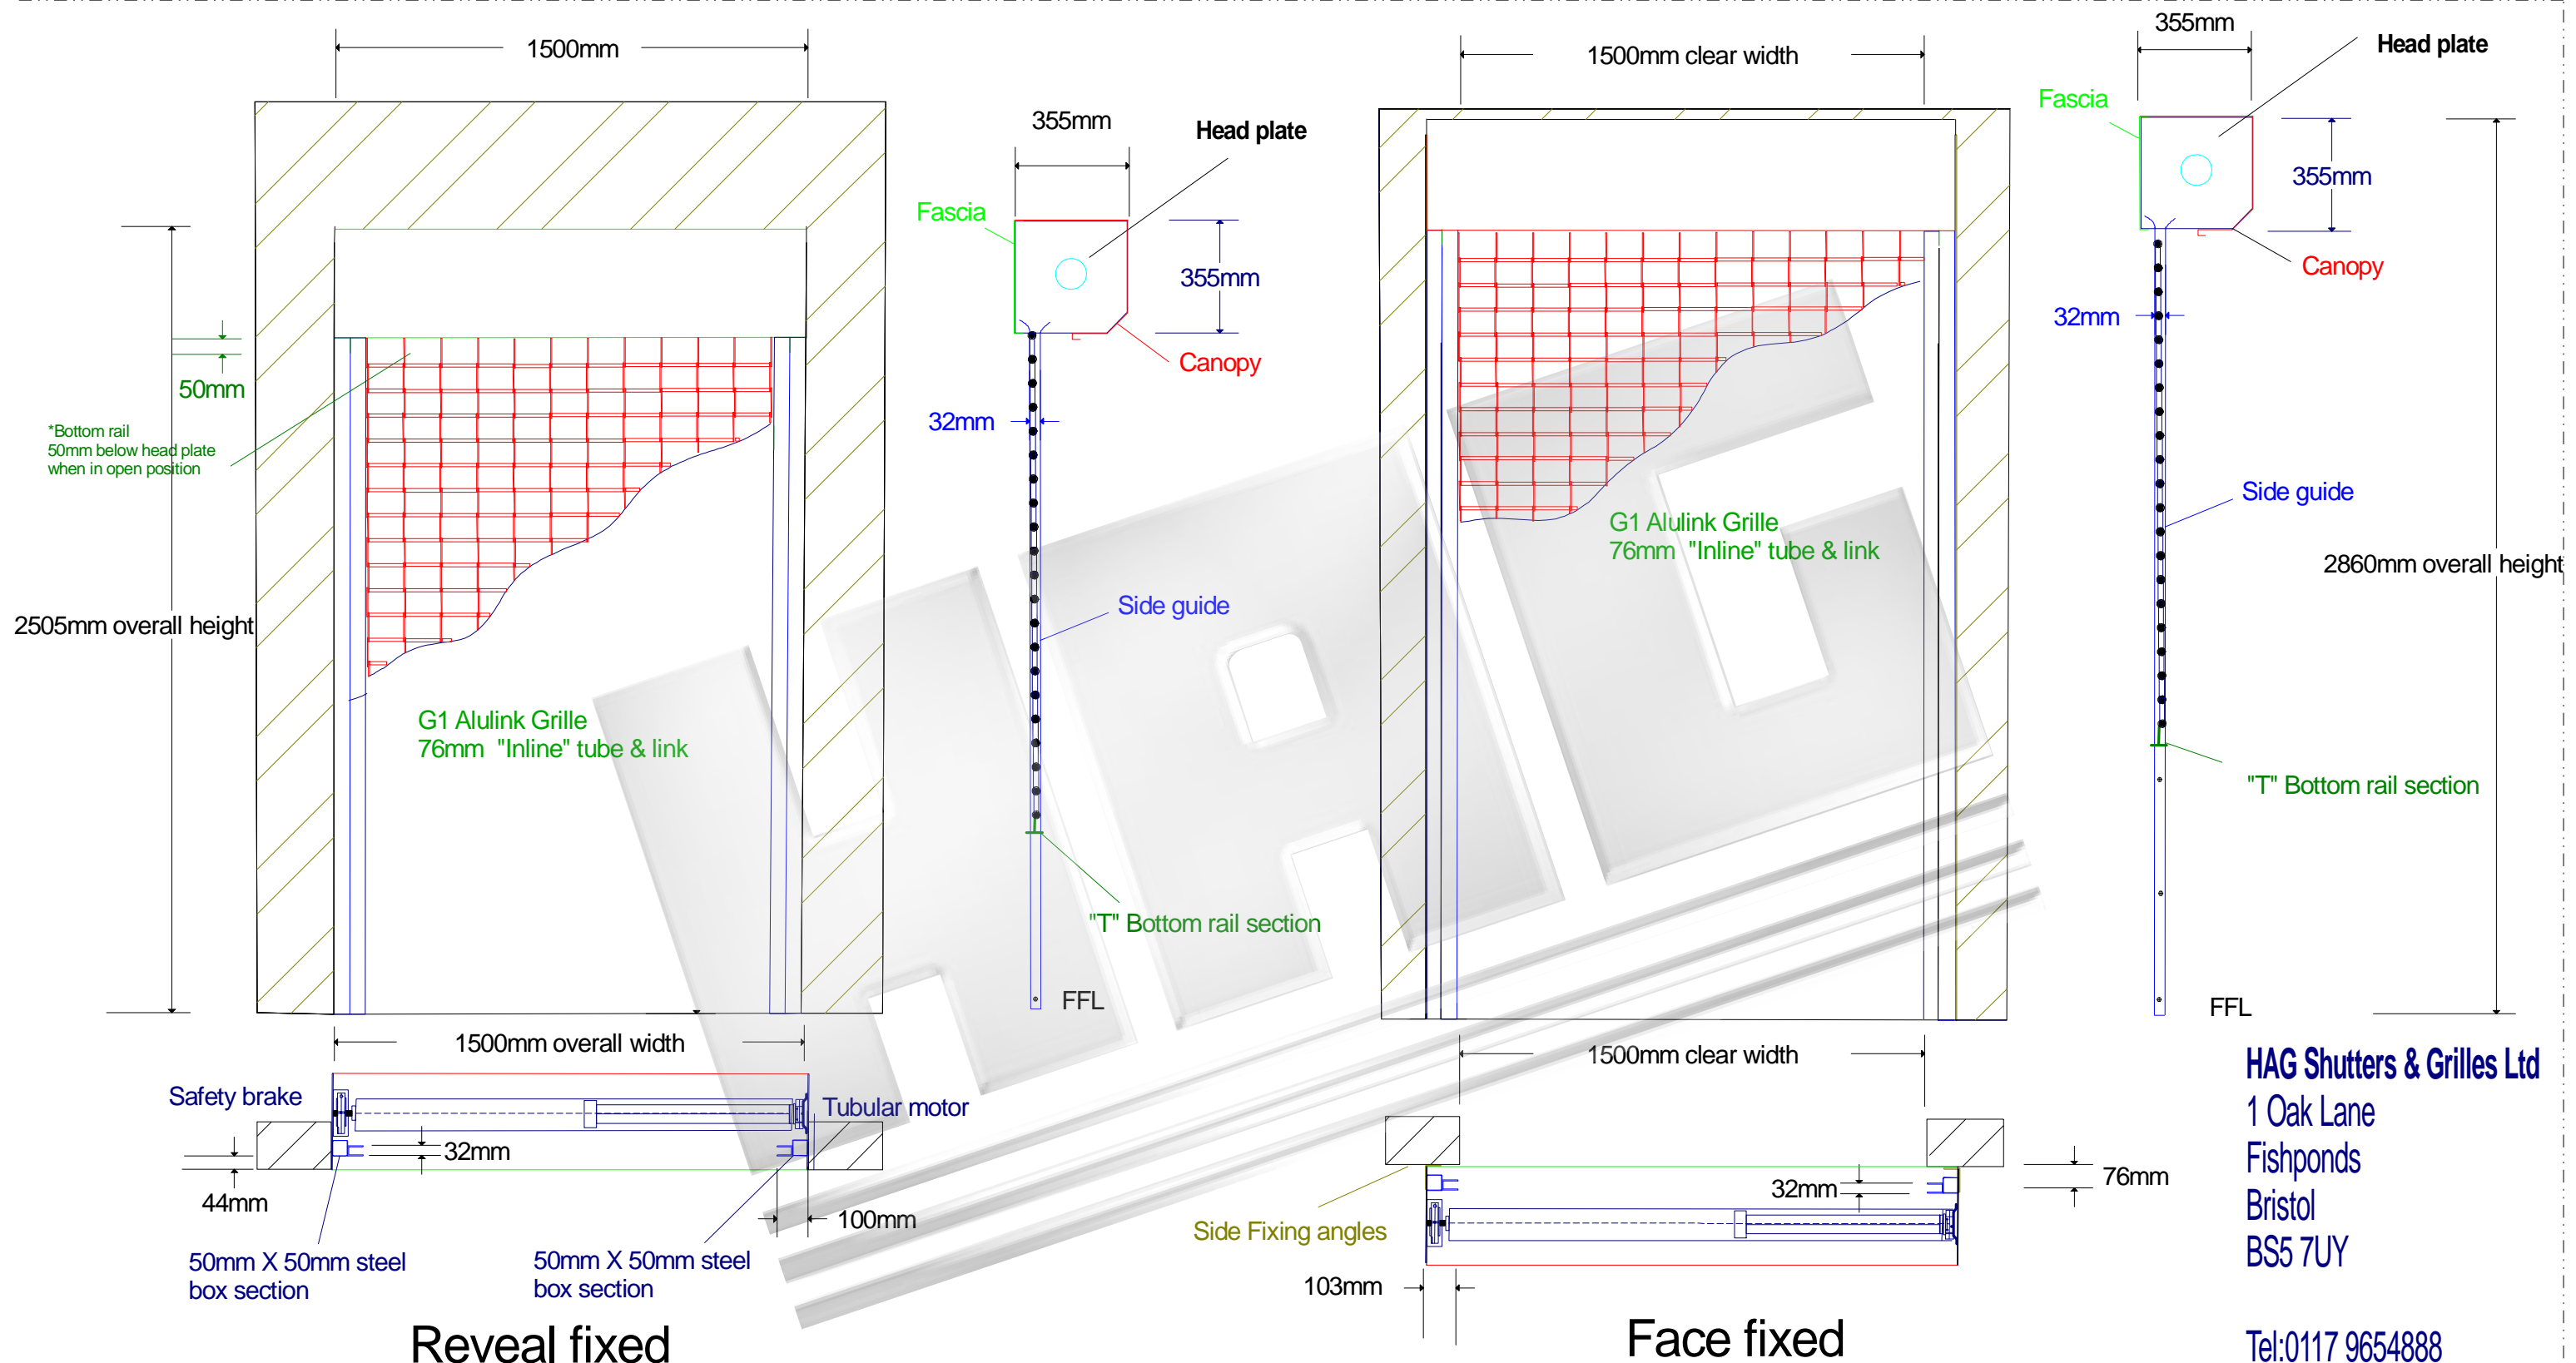 1500mm
355mm
Head plate
Fascia
355mm
Canopy
50mm
*Bottom rail
50mm below head plate
when in open position
32mm
2505mm overall height
Side guide
G1 Alulink Grille
76mm "Inline" tube & link
"T" Bottom rail section
FFL
1500mm overall width
Safety brake
Tubular motor
32mm
44mm
100mm
50mm X 50mm steel
box section
50mm X 50mm steel
box section
Reveal fixed
1500mm clear width
355mm
Head plate
Fascia
355mm
Canopy
32mm
Side guide
G1 Alulink Grille
76mm "Inline" tube & link
2860mm overall height
"T" Bottom rail section
FFL
1500mm clear width
32mm
76mm
Side Fixing angles
103mm
Face fixed
HAG Shutters & Grilles Ltd
1 Oak Lane
Fishponds
Bristol
BS5 7UY
Tel:0117 9654888
HAG